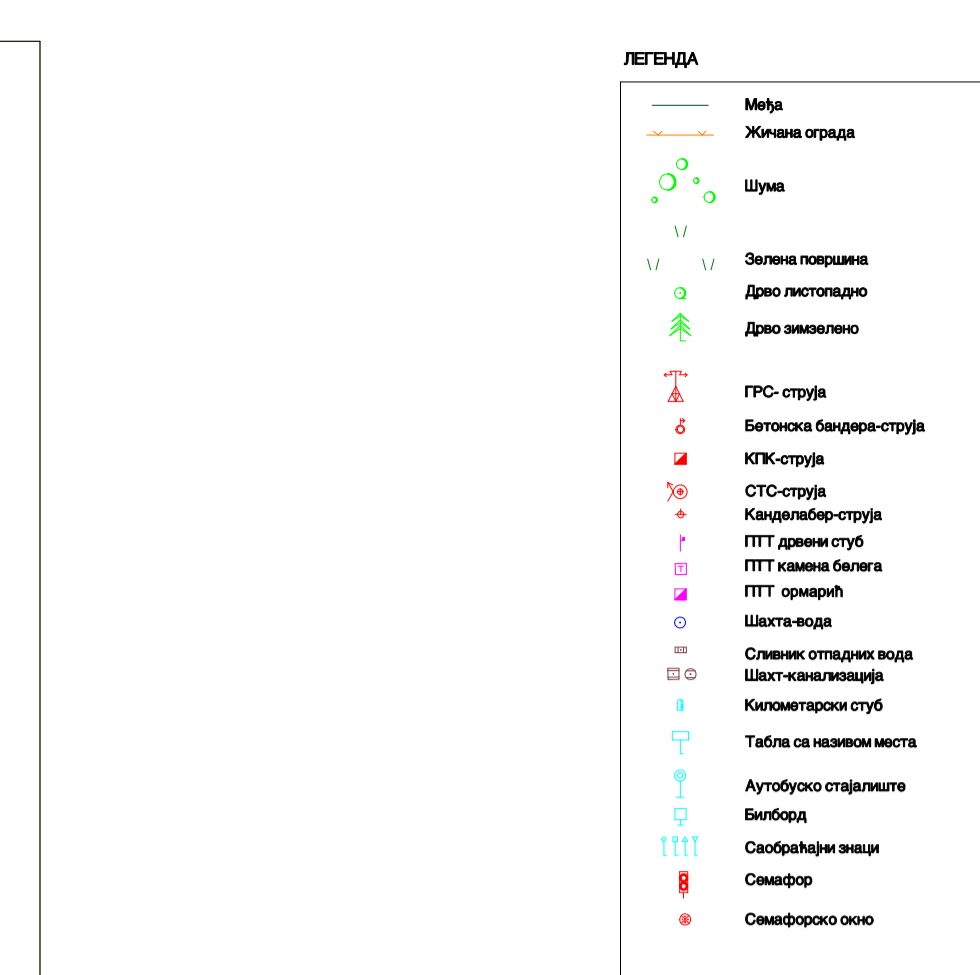 ЛЕГЕНДА
Међа
Жичана ограда
Шума
Зелена површина
Дрво листопадно
Дрво зимзелено
ГРС- струја
Бетонска бандера-струја
КПК-струја
СТС-струја
Канделабер-струја
ПТТ дрвени стуб
ПТТ камена белега
ПТТ ормарић
Шахта-вода
Сливник отпадних вода
Шахт-канализација
Километарски стуб
Табла са називом места
Аутобуско стајалиште
Билборд
Саобраћајни знаци
Семафор
Семафорско окно